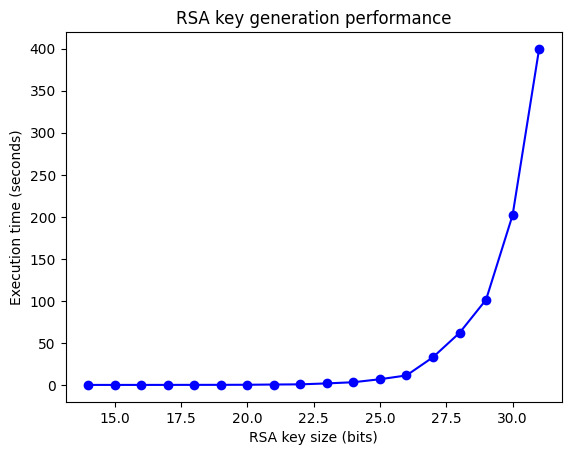 RSA key generation performance
Execution time (seconds)
400
350
300
250
200
150
100
50
0
15.0 17.5 20.0 22.5 25.0 27.5 30.0
RSA key size (bits)